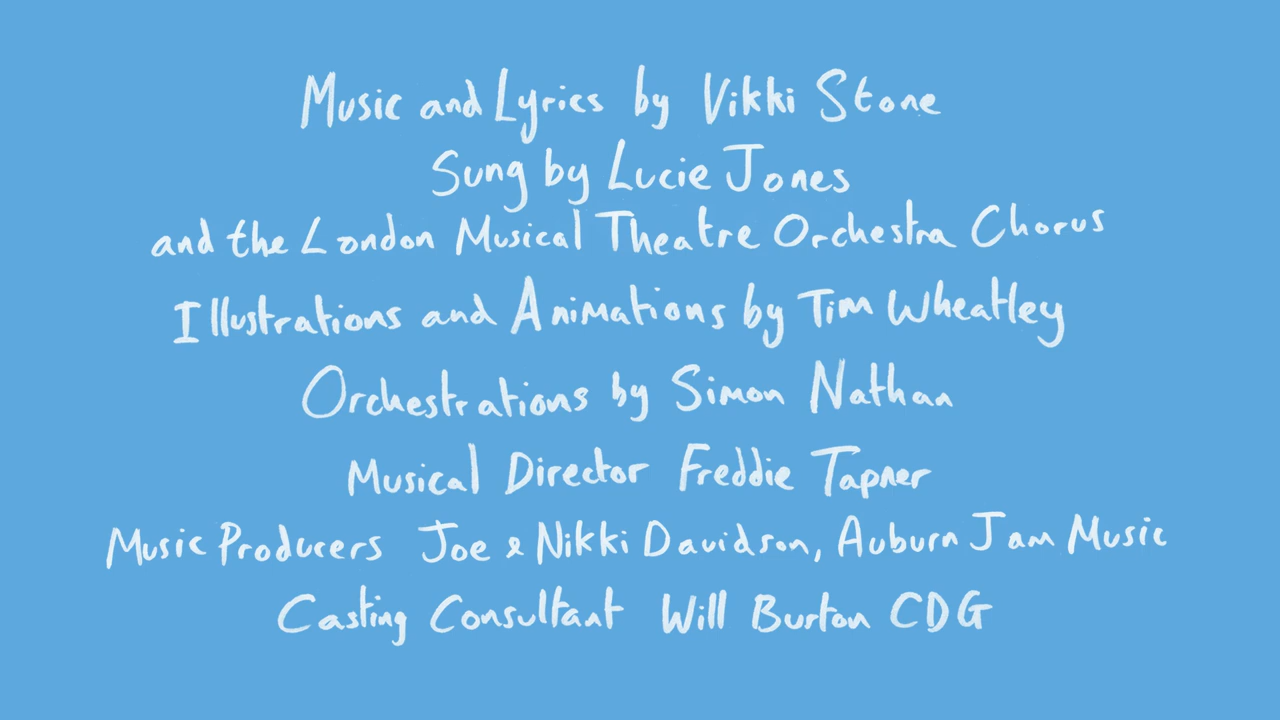 Music and Lyrics by Vikki Stone
Sung by Lucie Jones
and the London Musical Theatre Orchestra Chorus
Illustrations and Animations by Tim Wheatley
Orchestrations by Simon Nathan
Musical Director Freddie Tapner
Music Producers Joe & Nikki Davidson, Auburn Jam Music
Casting Consultant Will Burton CDG